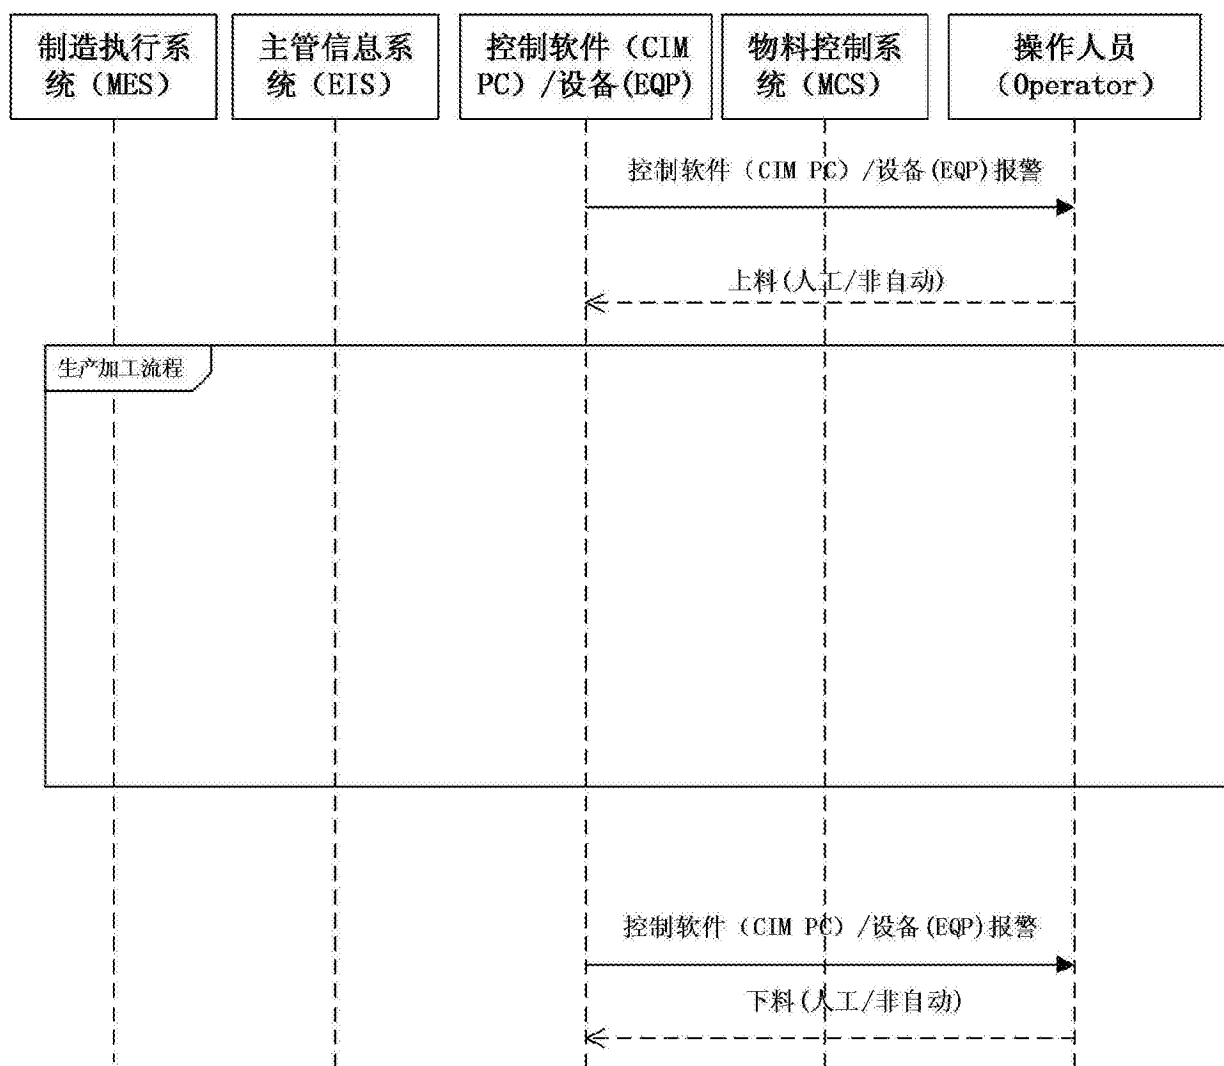 制造执行系
统（MES）
主管信息系
统（EIS）
控制软件（CIM
PC）/设备(EQP)
物料控制系
统（MCS）
操作人员
（Operator）
控制软件（CIM PC）/设备(EQP)报警
上料(人工/非自动)
生产加工流程
控制软件（CIM PC）/设备(EQP)报警
下料(人工/非自动)